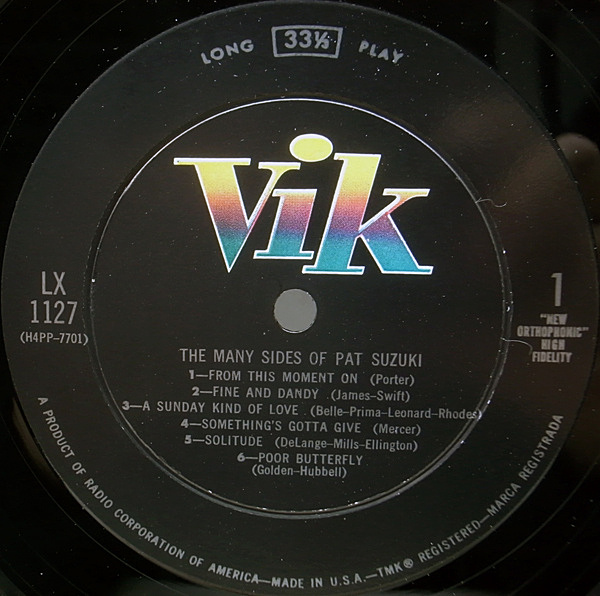 LONG 33⅓ PLAY
Vik
LX
1127
(H4PP-7701)
1
"NEW
ORTHOPHONIC"
HIGH
FIDELITY
THE MANY SIDES OF PAT SUZUKI
1—FROM THIS MOMENT ON (Porter)
2—FINE AND DANDY (James-Swift)
3—A SUNDAY KIND OF LOVE (Belle-Prima-Leonard-Rhodes)
4—SOMETHING'S GOTTA GIVE (Mercer)
5—SOLITUDE (DeLange-Mills-Ellington)
6—POOR BUTTERFLY
(Golden-Hubbell)
A PRODUCT OF RADIO CORPORATION OF AMERICA—MADE IN U.S.A.—TMK® REGISTERED—MARCA REGISTRADA